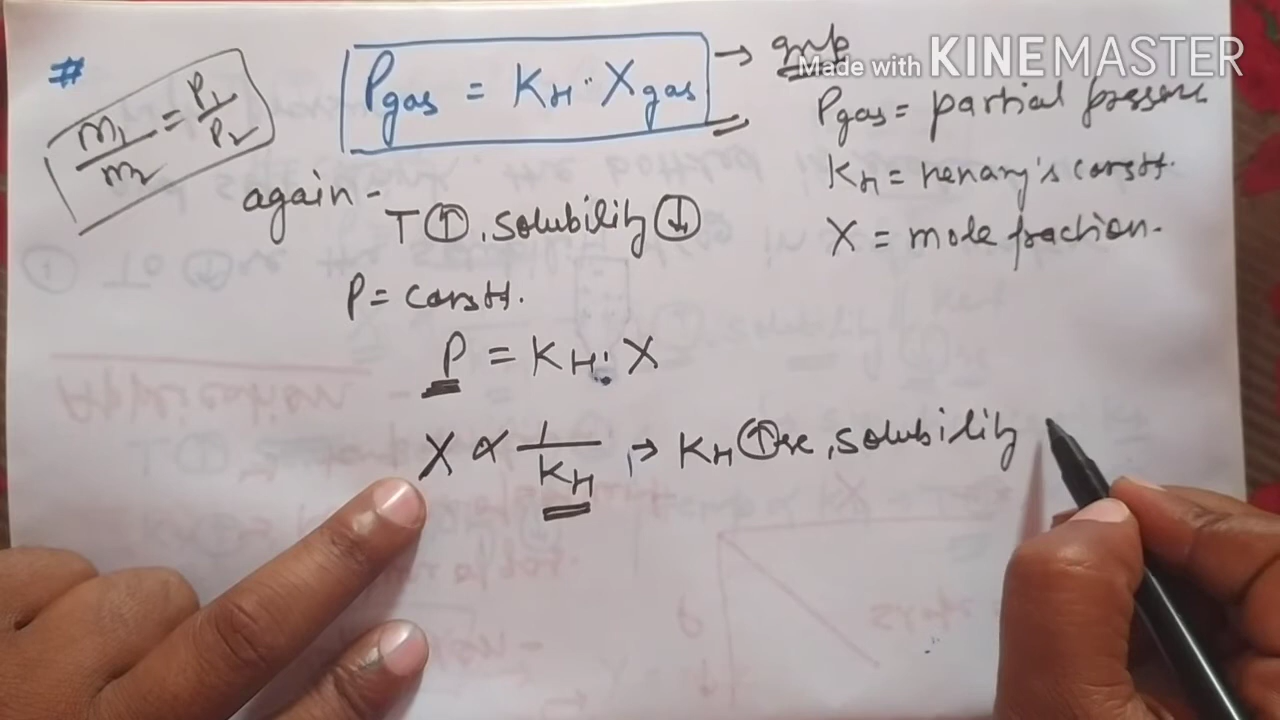 Made with KINEMASTER
#
m1/m2 = P1/P2
Pgas = KH · Xgas → imp
Pgas = partial pressure
KH = henary's constt.
X = mole fraction.
again -
T ↑, solubility ↓
P = constt.
P = KH · X
X ∝ 1/KH, → KH ↑se, solubility
Application -